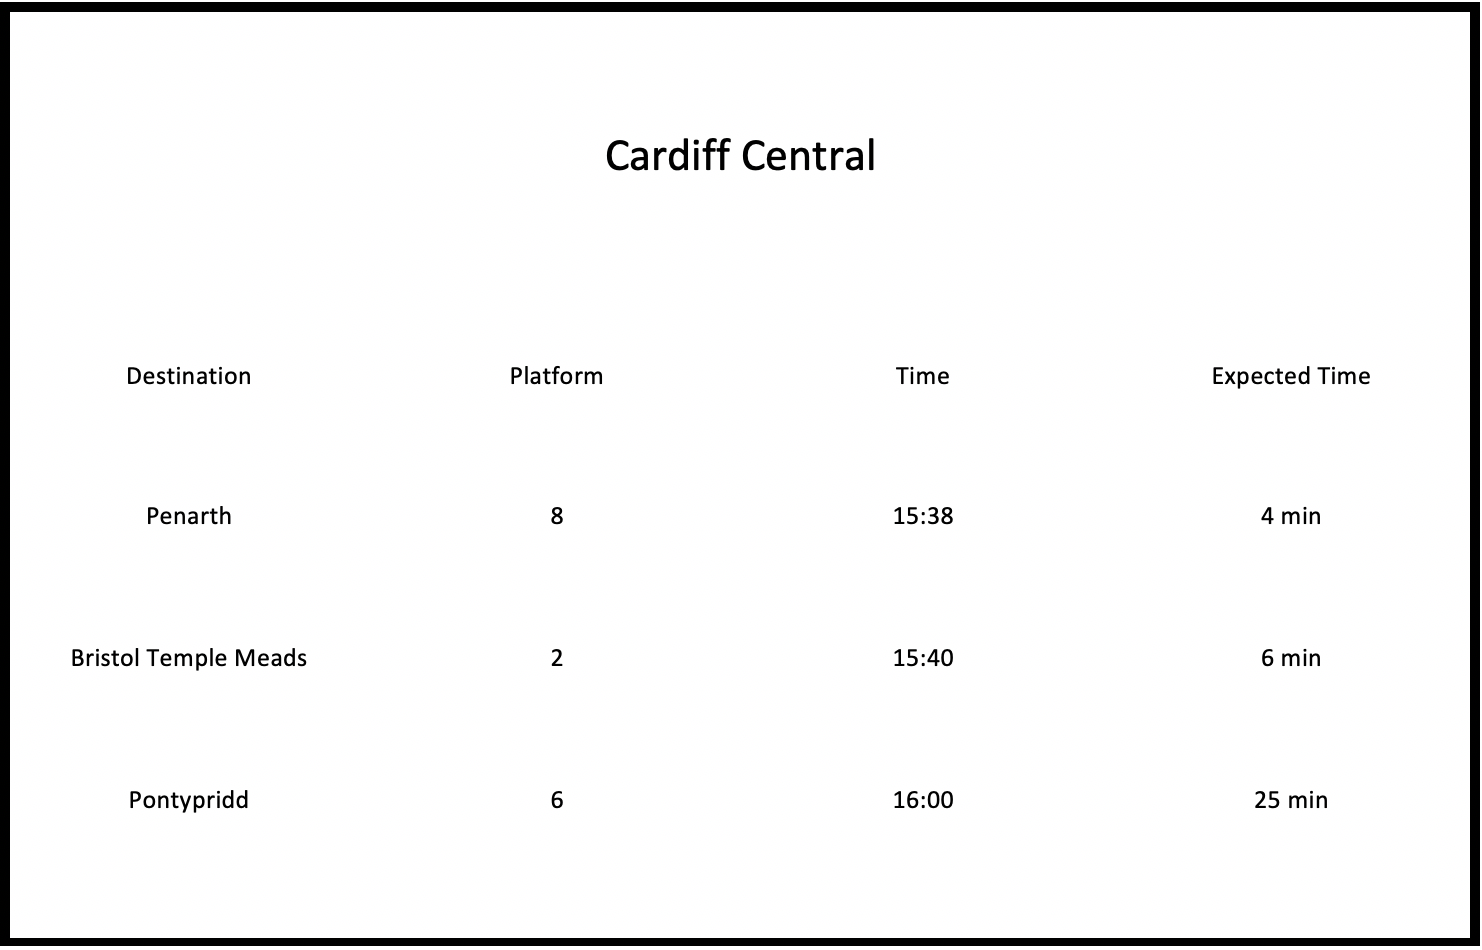 Cardiff Central
Destination Platform Time Expected Time
Penarth 8 15:38 4 min
Bristol Temple Meads 2 15:40 6 min
Pontypridd 6 16:00 25 min